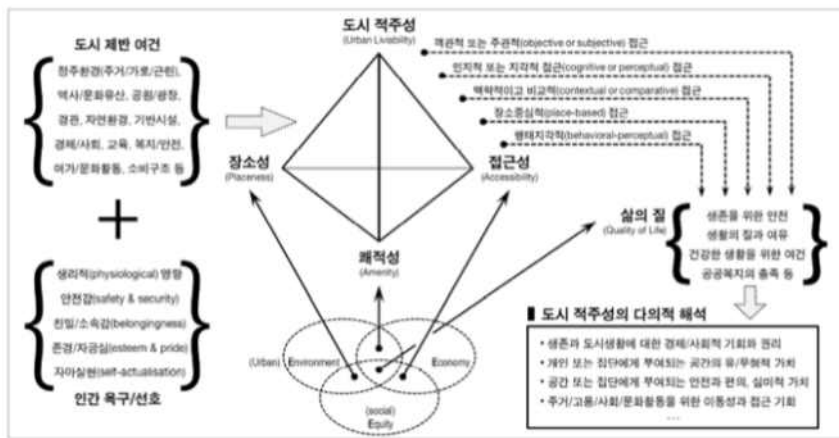 도시 제반 여건
정주환경(주거/가로/근린),
역사/문화유산, 공원/광장,
경관, 자연환경, 기반시설,
경제/사회, 교육, 복지/안전,
여가/문화활동, 소비구조 등
+
생리적(physiological) 영향
안전감(safety & security)
친밀/소속감(belongingness)
존경/자긍심(esteem & pride)
자아실현(self-actualisation)
인간 욕구/선호
도시 적주성
(Urban Liveability)
장소성
(Placeness)
접근성
(Accessibility)
쾌적성
(Amenity)
(Urban) Environment
Economy
(social)
Equity
객관적 또는 주관적(objective or subjective) 접근
인지적 또는 지각적 접근(cognitive or perceptual) 접근
맥락적이고 비교적(contextual or comparative) 접근
장소중심적(place-based) 접근
행태지각적(behavioral-perceptual) 접근
삶의 질
(Quality of Life)
생존을 위한 안전
생활의 질과 여유
건강한 생활을 위한 여건
공공복지의 충족 등
도시 적주성의 다의적 해석
• 생존과 도시생활에 대한 경제/사회적 기회와 권리
• 개인 또는 집단에게 부여되는 공간의 유/무형적 가치
• 공간 또는 집단에게 부여되는 안전과 편의, 심미적 가치
• 주거/고용/사회/문화활동을 위한 이동성과 접근 기회
...